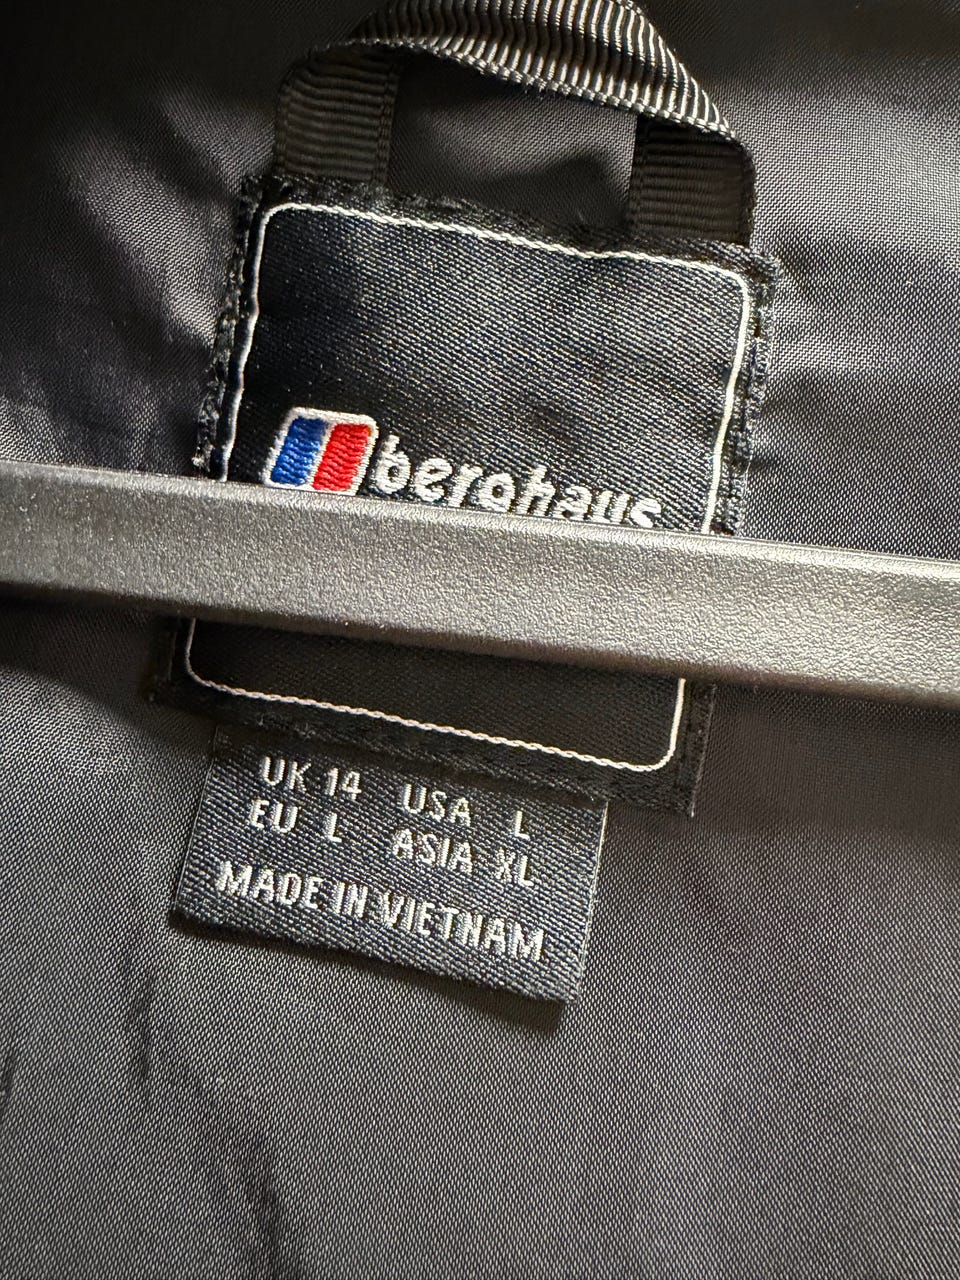 berghaus
UK 14 USA L
EU L ASIA XL
MADE IN VIETNAM